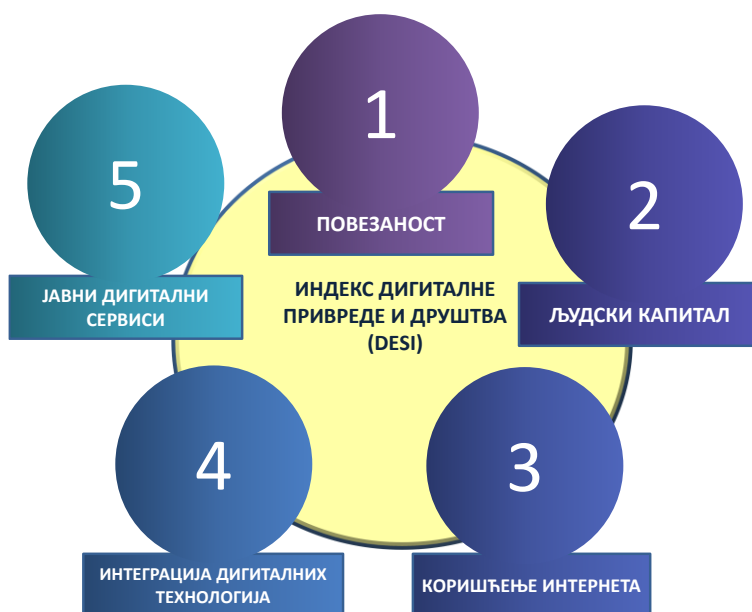 1
ПОВЕЗАНОСТ
2
ЉУДСКИ КАПИТАЛ
3
КОРИШЋЕЊЕ ИНТЕРНЕТА
4
ИНТЕГРАЦИЈА ДИГИТАЛНИХ
ТЕХНОЛОГИЈА
5
ЈАВНИ ДИГИТАЛНИ
СЕРВИСИ
ИНДЕКС ДИГИТАЛНЕ
ПРИВРЕДЕ И ДРУШТВА
(DESI)